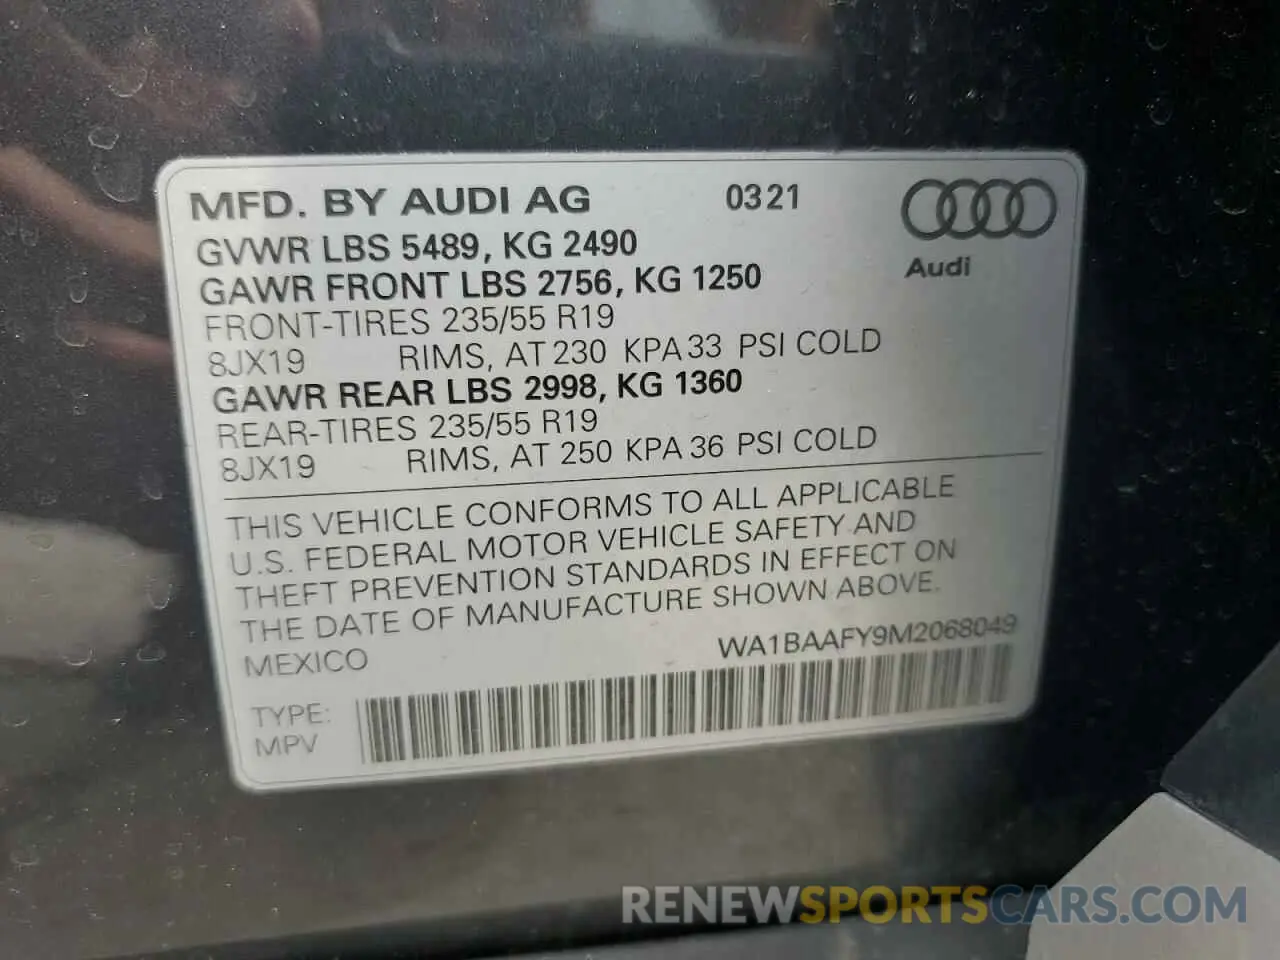 MFD. BY AUDI AG 0321
GVWR LBS 5489, KG 2490
GAWR FRONT LBS 2756, KG 1250
Audi
FRONT-TIRES 235/55 R19
8JX19 RIMS, AT 230 KPA 33 PSI COLD
GAWR REAR LBS 2998, KG 1360
REAR-TIRES 235/55 R19
8JX19 RIMS, AT 250 KPA 36 PSI COLD
THIS VEHICLE CONFORMS TO ALL APPLICABLE
U.S. FEDERAL MOTOR VEHICLE SAFETY AND
THEFT PREVENTION STANDARDS IN EFFECT ON
THE DATE OF MANUFACTURE SHOWN ABOVE.
MEXICO WA1BAAFY9M2068049
TYPE:
MPV
RENEWSPORTSCARS.COM